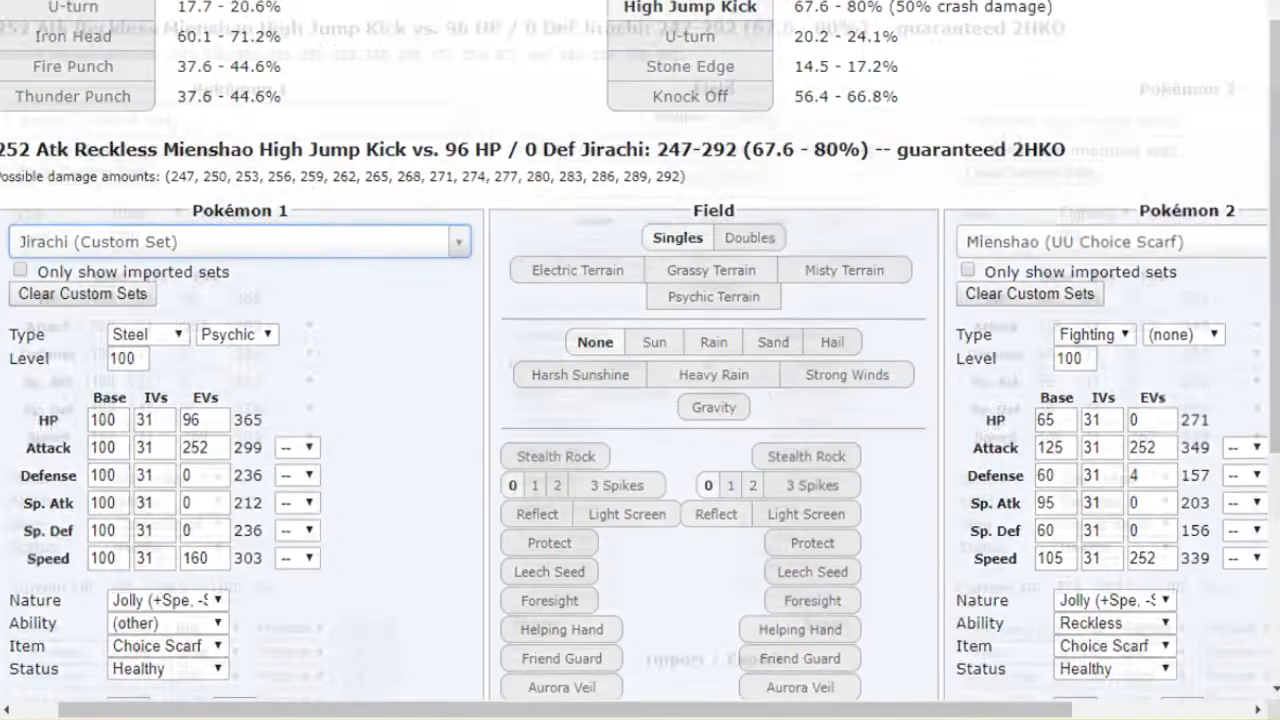 U-turn 17.7 - 20.6% High Jump Kick 67.6 - 80% (50% crash damage)
Iron Head 60.1 - 71.2% U-turn 20.2 - 24.1%
Fire Punch 37.6 - 44.6% Stone Edge 14.5 - 17.2%
Thunder Punch 37.6 - 44.6% Knock Off 56.4 - 66.8%
252 Atk Reckless Mienshao High Jump Kick vs. 96 HP / 0 Def Jirachi: 247-292 (67.6 - 80%) -- guaranteed 2HKO
Possible damage amounts: (247, 250, 253, 256, 259, 262, 265, 268, 271, 274, 277, 280, 283, 286, 289, 292)
Pokémon 1 Field Pokémon 2
Jirachi (Custom Set) Singles Doubles Mienshao (UU Choice Scarf)
Only show imported sets Electric Terrain Grassy Terrain Misty Terrain Only show imported sets
Clear Custom Sets Psychic Terrain Clear Custom Sets
Type Steel Psychic None Sun Rain Sand Hail Type Fighting (none)
Level 100 Harsh Sunshine Heavy Rain Strong Winds Level 100
Base IVs EVs Gravity Base IVs EVs
HP 100 31 96 365 HP 65 31 0 271
Attack 100 31 252 299 -- Stealth Rock Stealth Rock Attack 125 31 252 349 --
Defense 100 31 0 236 -- 0 1 2 3 Spikes 0 1 2 3 Spikes Defense 60 31 4 157 --
Sp. Atk 100 31 0 212 -- Reflect Light Screen Reflect Light Screen Sp. Atk 95 31 0 203 --
Sp. Def 100 31 0 236 -- Protect Protect Sp. Def 60 31 0 156 --
Speed 100 31 160 303 -- Leech Seed Leech Seed Speed 105 31 252 339 --
Nature Jolly (+Spe, -S Foresight Foresight Nature Jolly (+Spe, -S
Ability (other) Helping Hand Helping Hand Ability Reckless
Item Choice Scarf Friend Guard Friend Guard Item Choice Scarf
Status Healthy Aurora Veil Aurora Veil Status Healthy